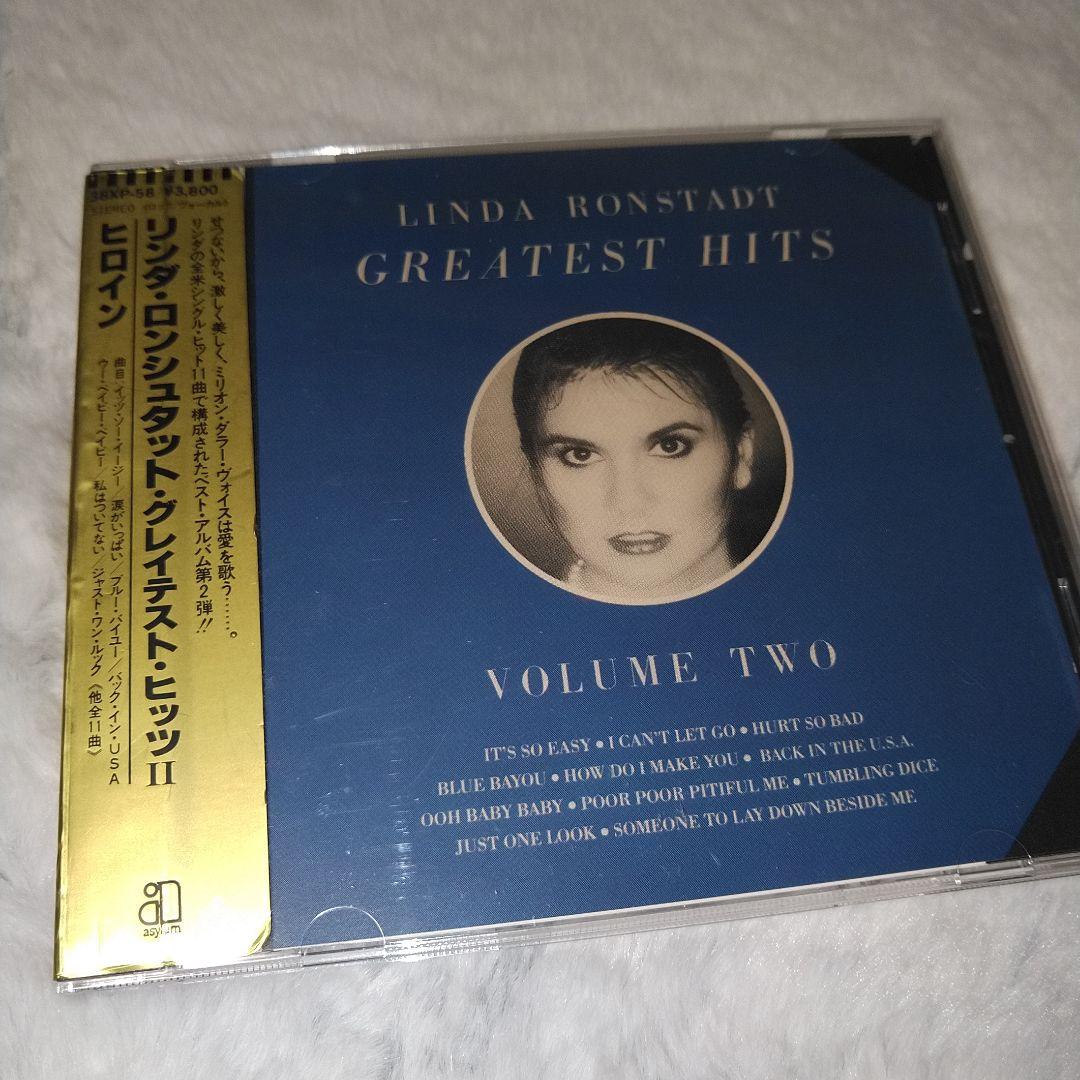 38XP-58 ¥3,800
STEREO
せつないから、激しく美しく、ミリオン・ダラー・ヴォイスは愛を歌う……。
リンダの全米シングル・ヒット11曲で構成されたベスト・アルバム第2弾!!
リンダ・ロンシュタット・グレイテスト・ヒッツII
ヒロイン
曲目:イッツ・ソー・イージー/涙がいっぱい/ブルー・バイユー/バック・イン・USA
ウー・ベイビー・ベイビー/私はついてない/ジャスト・ワン・ルック《他全11曲》
asylum
LINDA RONSTADT
GREATEST HITS
VOLUME TWO
IT'S SO EASY • I CAN'T LET GO • HURT SO BAD
BLUE BAYOU • HOW DO I MAKE YOU • BACK IN THE U.S.A.
OOH BABY BABY • POOR POOR PITIFUL ME • TUMBLING DICE
JUST ONE LOOK • SOMEONE TO LAY DOWN BESIDE ME